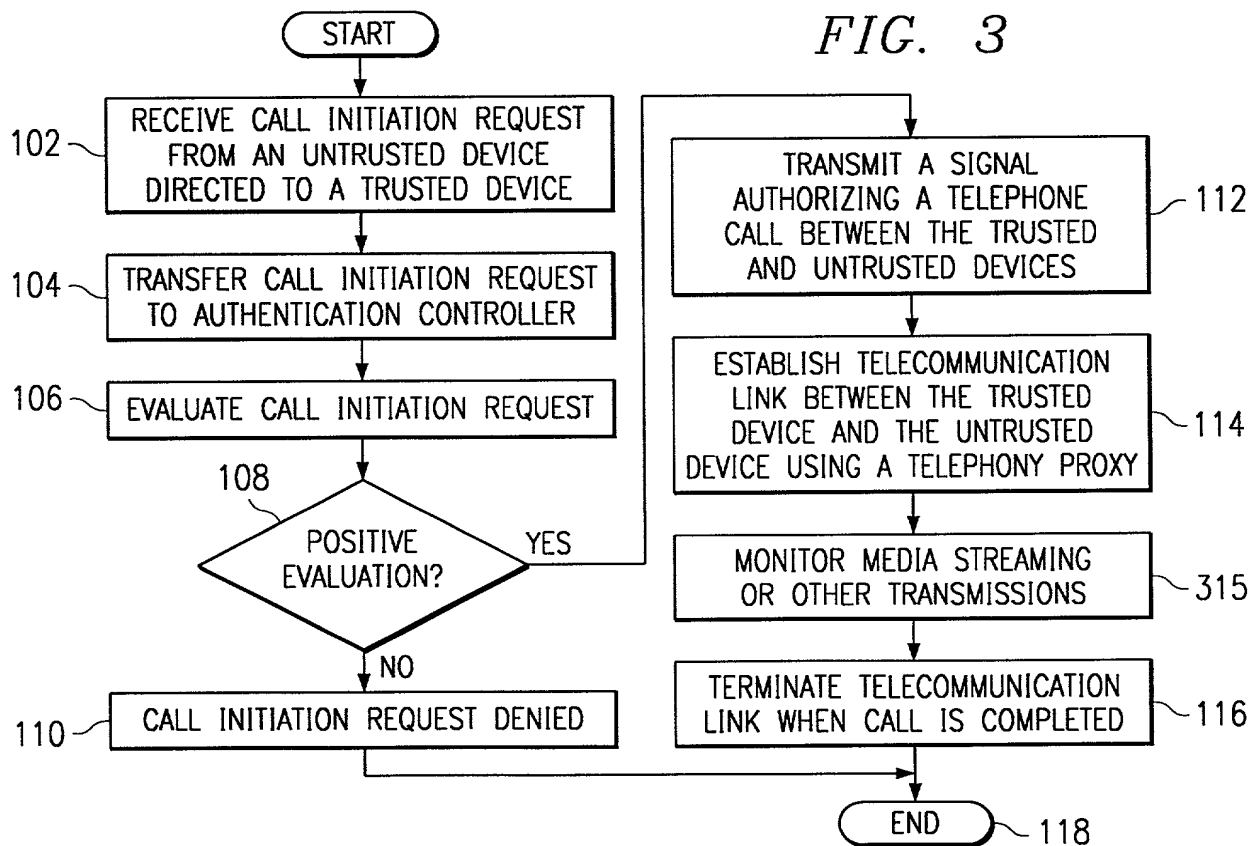 FIG. 3
START
102
RECEIVE CALL INITIATION REQUEST
FROM AN UNTRUSTED DEVICE
DIRECTED TO A TRUSTED DEVICE
104
TRANSFER CALL INITIATION REQUEST
TO AUTHENTICATION CONTROLLER
106
EVALUATE CALL INITIATION REQUEST
108
POSITIVE
EVALUATION?
YES
NO
110
CALL INITIATION REQUEST DENIED
TRANSMIT A SIGNAL
AUTHORIZING A TELEPHONE
CALL BETWEEN THE TRUSTED
AND UNTRUSTED DEVICES
112
ESTABLISH TELECOMMUNICATION
LINK BETWEEN THE TRUSTED
DEVICE AND THE UNTRUSTED
DEVICE USING A TELEPHONY PROXY
114
MONITOR MEDIA STREAMING
OR OTHER TRANSMISSIONS
315
TERMINATE TELECOMMUNICATION
LINK WHEN CALL IS COMPLETED
116
END
118